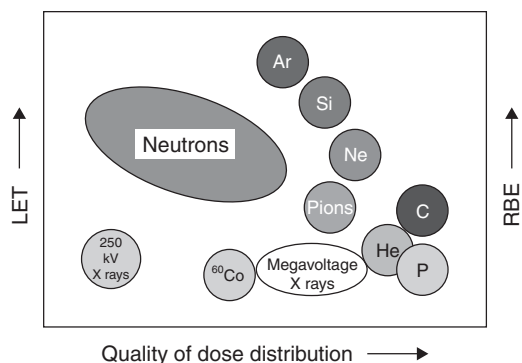 Ar
Si
Neutrons
Ne
Pions
C
250
kV
X rays
⁶⁰Co
Megavoltage
X rays
He
P
LET
RBE
Quality of dose distribution